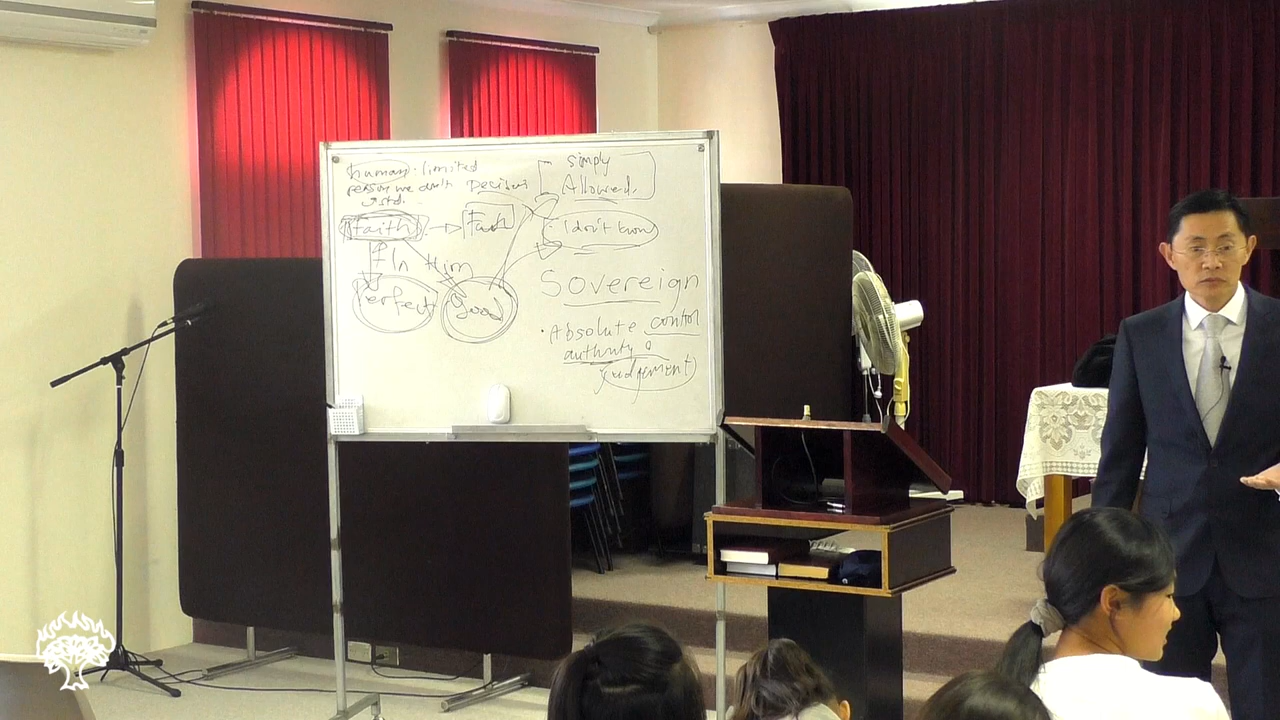 human: limited
reason we don't Decisions
simply
Allowed.
Faith
I don't know
In Him
Perfect
Good
Sovereign
• Absolute control
authority &
judgement